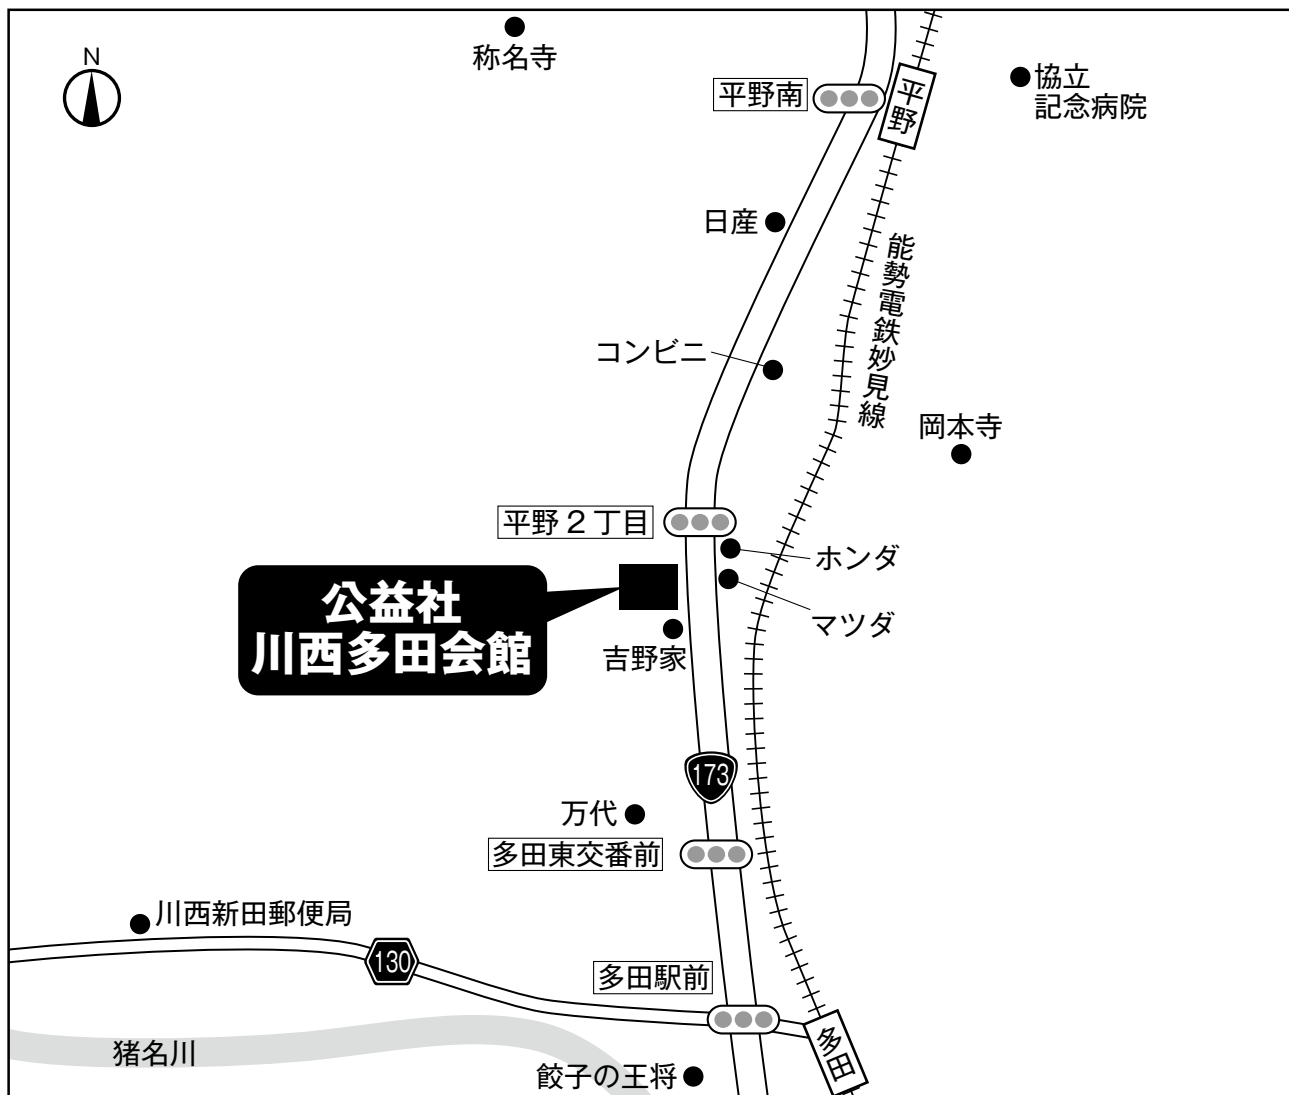 N
称名寺
平野南
平野
協立
記念病院
日産
能勢電鉄妙見線
コンビニ
岡本寺
平野２丁目
ホンダ
公益社
川西多田会館
マツダ
吉野家
173
万代
多田東交番前
川西新田郵便局
130
多田駅前
多田
猪名川
餃子の王将